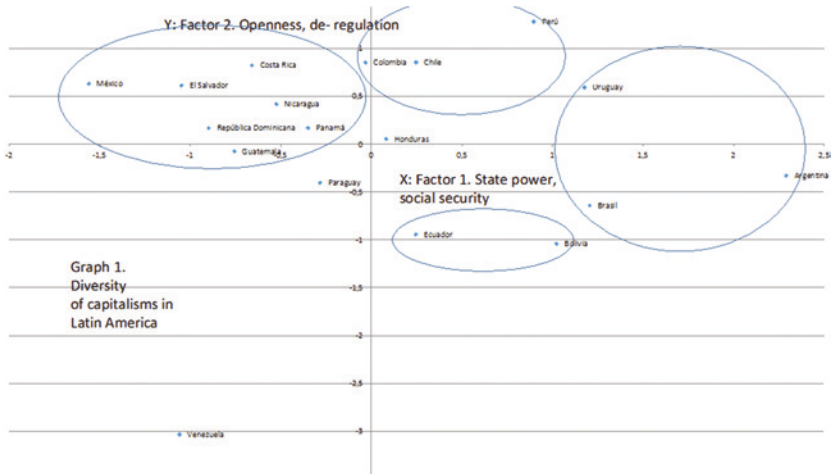 Y: Factor 2. Openness, de- regulation
Perú
1
Costa Rica
Colombia
Chile
México
El Salvador
Uruguay
0,5
Nicaragua
República Dominicana
Panamá
Honduras
-2
-1,5
-1
-0,5
0
0
0,5
1
1,5
2
2,5
Guatemala
Paraguay
X: Factor 1. State power,
social security
Argentina
-0,5
Brasil
Ecuador
-1
Bolivia
Graph 1.
Diversity
of capitalisms in
Latin America
-1,5
-2
-2,5
-3
Venezuela